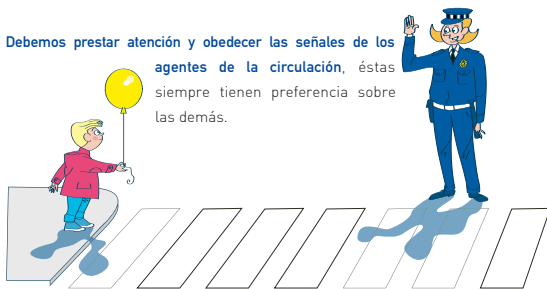 Debemos prestar atención y obedecer las señales de los
agentes de la circulación, éstas
siempre tienen preferencia sobre
las demás.